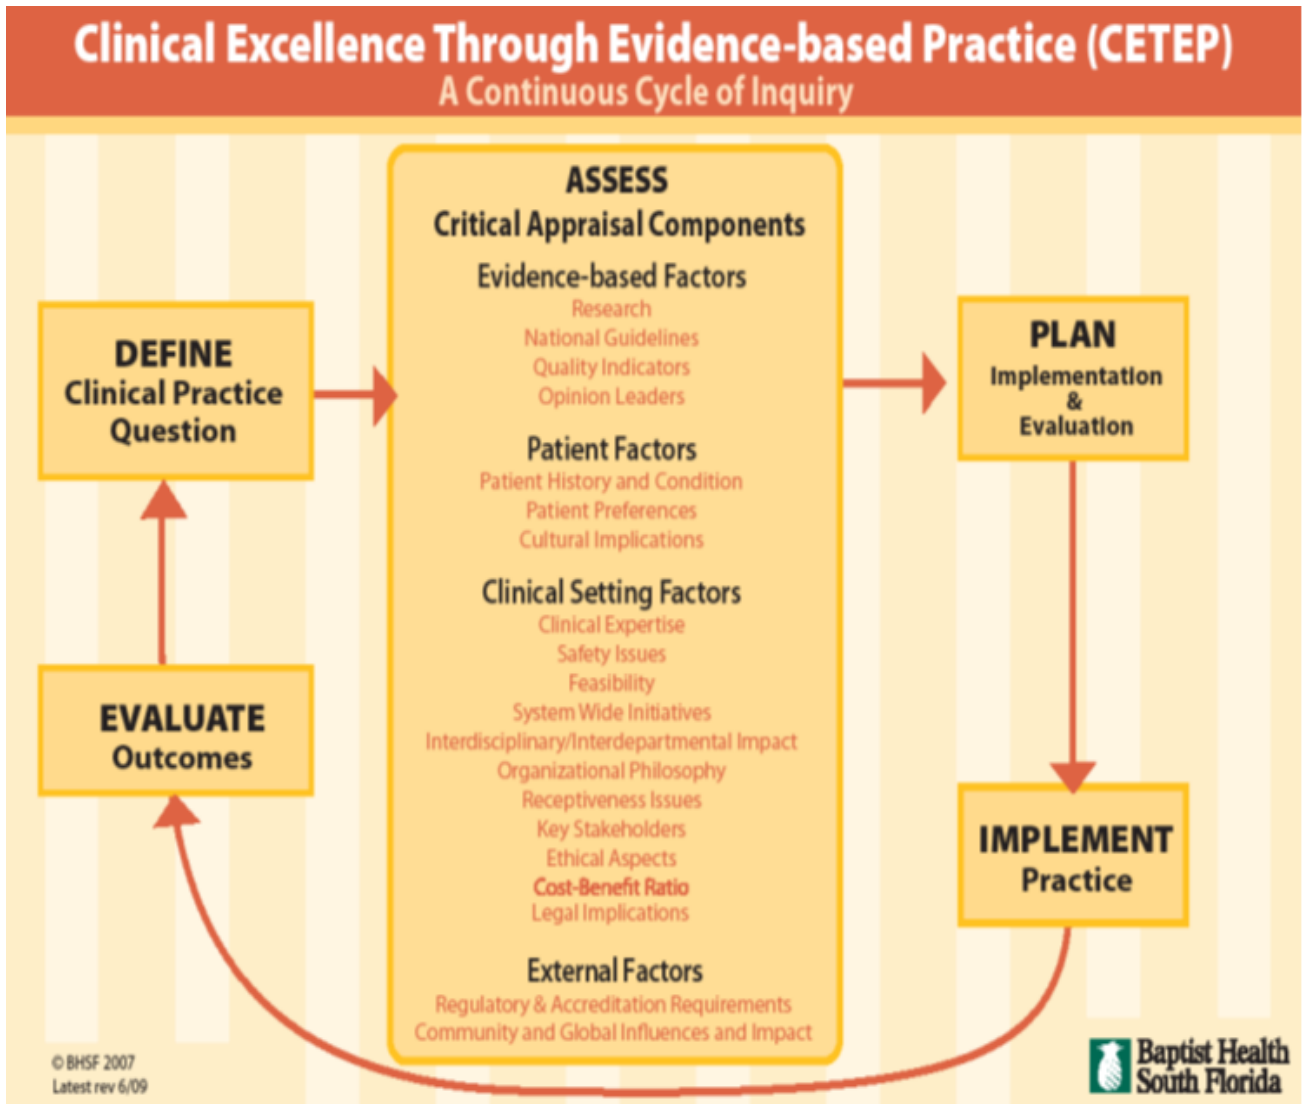 Clinical Excellence Through Evidence-based Practice (CETEP)
A Continuous Cycle of Inquiry
DEFINE
Clinical Practice
Question
ASSESS
Critical Appraisal Components
Evidence-based Factors
Research
National Guidelines
Quality Indicators
Opinion Leaders
Patient Factors
Patient History and Condition
Patient Preferences
Cultural Implications
Clinical Setting Factors
Clinical Expertise
Safety Issues
Feasibility
System Wide Initiatives
Interdisciplinary/Interdepartmental Impact
Organizational Philosophy
Receptiveness Issues
Key Stakeholders
Ethical Aspects
Cost-Benefit Ratio
Legal Implications
External Factors
Regulatory & Accreditation Requirements
Community and Global Influences and Impact
PLAN
Implementation
&
Evaluation
IMPLEMENT
Practice
EVALUATE
Outcomes
© BHSF 2007
Latest rev 6/09
Baptist Health
South Florida